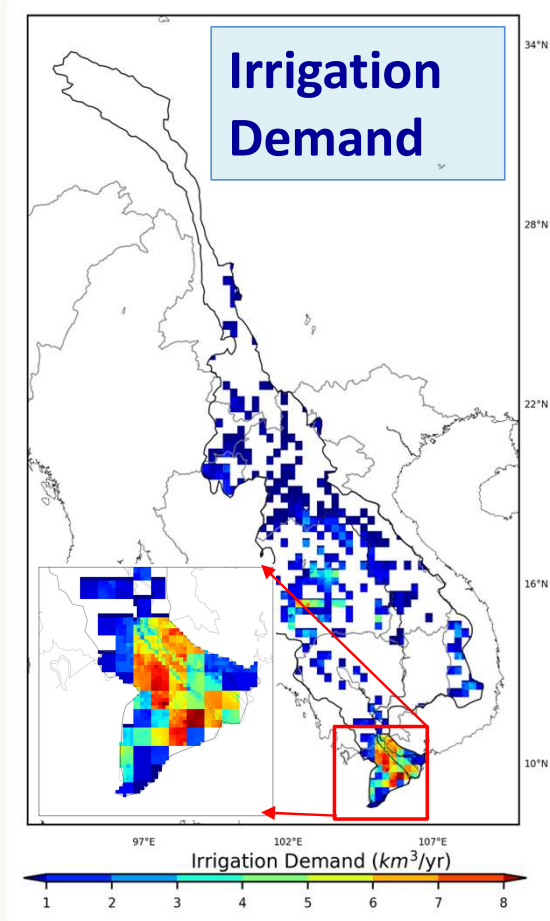 Irrigation
Demand
34°N
28°N
22°N
16°N
10°N
97°E 102°E 107°E
Irrigation Demand (km³/yr)
1 2 3 4 5 6 7 8